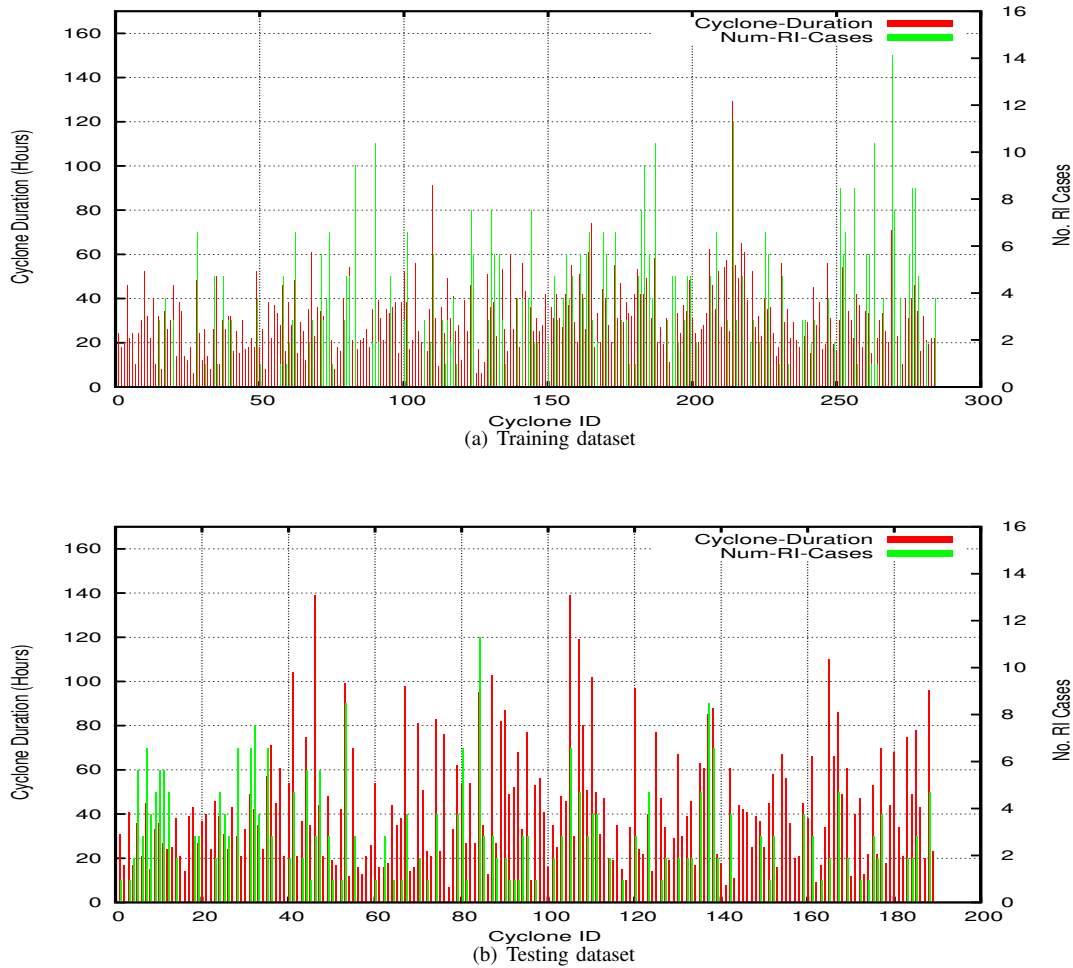 Cyclone-Duration
Num-RI-Cases
Cyclone Duration (Hours)
160
140
120
100
80
60
40
20
0
16
14
12
10
8
6
4
2
0
No. RI Cases
0 50 100 150 200 250 300
Cyclone ID
(a) Training dataset
Cyclone-Duration
Num-RI-Cases
Cyclone Duration (Hours)
160
140
120
100
80
60
40
20
0
16
14
12
10
8
6
4
2
0
No. RI Cases
0 20 40 60 80 100 120 140 160 180 200
Cyclone ID
(b) Testing dataset